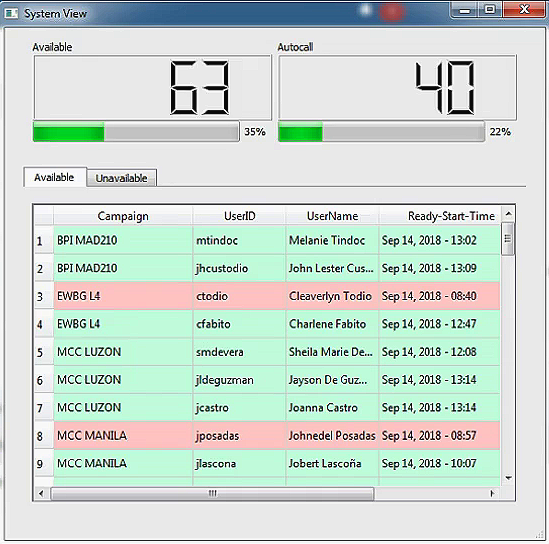 System View
Available Autocall
63 40
35% 22%
Available Unavailable
Campaign UserID UserName Ready-Start-Time
1 BPI MAD210 mtindoc Melanie Tindoc Sep 14, 2018 - 13:02
2 BPI MAD210 jhcustodio John Lester Cus... Sep 14, 2018 - 13:09
3 EWBG L4 ctodio Cleaverlyn Todio Sep 14, 2018 - 08:40
4 EWBG L4 cfabito Charlene Fabito Sep 14, 2018 - 12:47
5 MCC LUZON smdevera Sheila Marie De... Sep 14, 2018 - 12:08
6 MCC LUZON jldeguzman Jayson De Guz... Sep 14, 2018 - 13:14
7 MCC LUZON jcastro Joanna Castro Sep 14, 2018 - 13:14
8 MCC MANILA jposadas Johnedel Posadas Sep 14, 2018 - 08:57
9 MCC MANILA jlascona Jobert Lascoña Sep 14, 2018 - 10:07